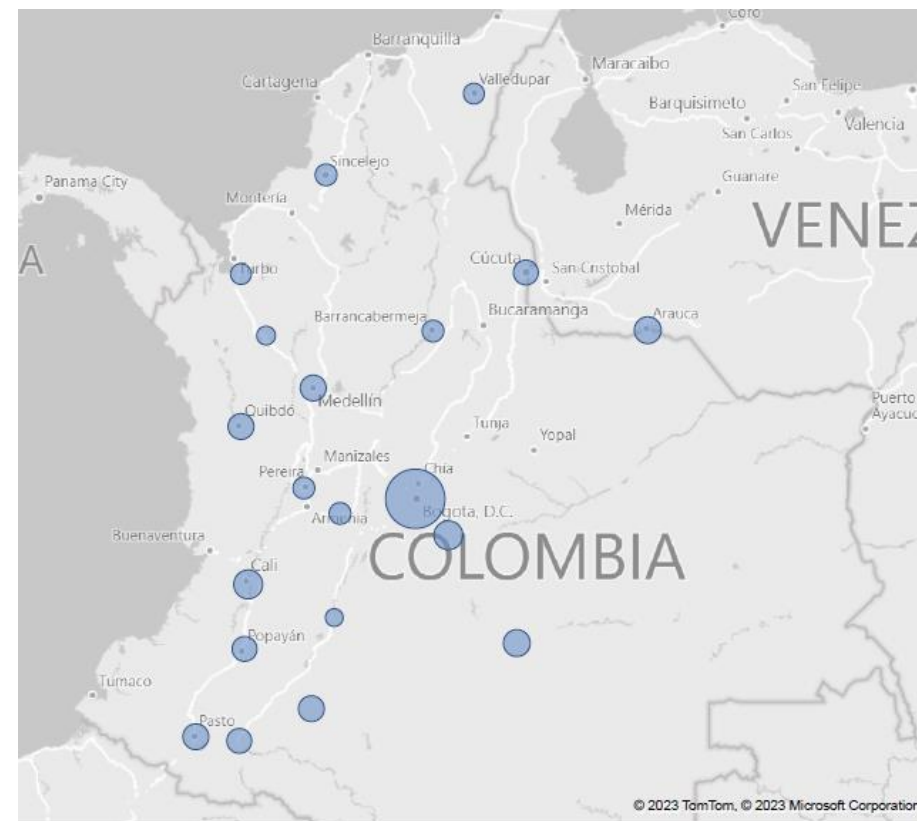 Coro
Barranquilla
Maracaibo
Cartagena
Valledupar
San Felipe
Barquisimeto
Valencia
San Carlos
Sincelejo
Panama City
Guanare
Montería
Mérida
VENEZ
A
Cúcuta
San Cristobal
Turbo
Barrancabermeja
Bucaramanga
Arauca
Medellín
Puerto
Ayacuc
Quibdó
Tunja
Yopal
Manizales
Pereira
Chía
Armenia
Bogota, D.C.
Buenaventura
COLOMBIA
Cali
Popayán
Tumaco
Pasto
© 2023 TomTom, © 2023 Microsoft Corporation